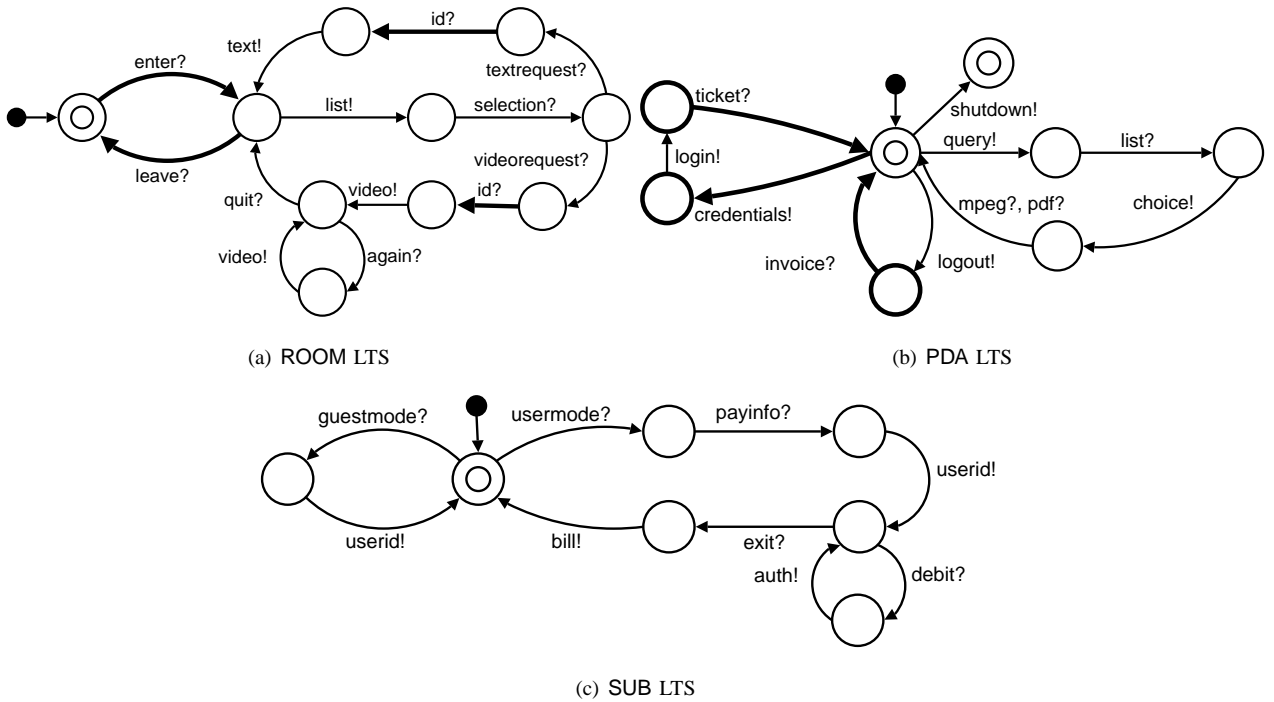 id?
text!
textrequest?
enter?
list!
selection?
leave?
videorequest?
quit?
video!
id?
video!
again?
(a) ROOM LTS
ticket?
shutdown!
login!
query!
list?
credentials!
mpeg?, pdf?
choice!
invoice?
logout!
(b) PDA LTS
guestmode?
usermode?
payinfo?
userid!
userid!
bill!
exit?
auth!
debit?
(c) SUB LTS